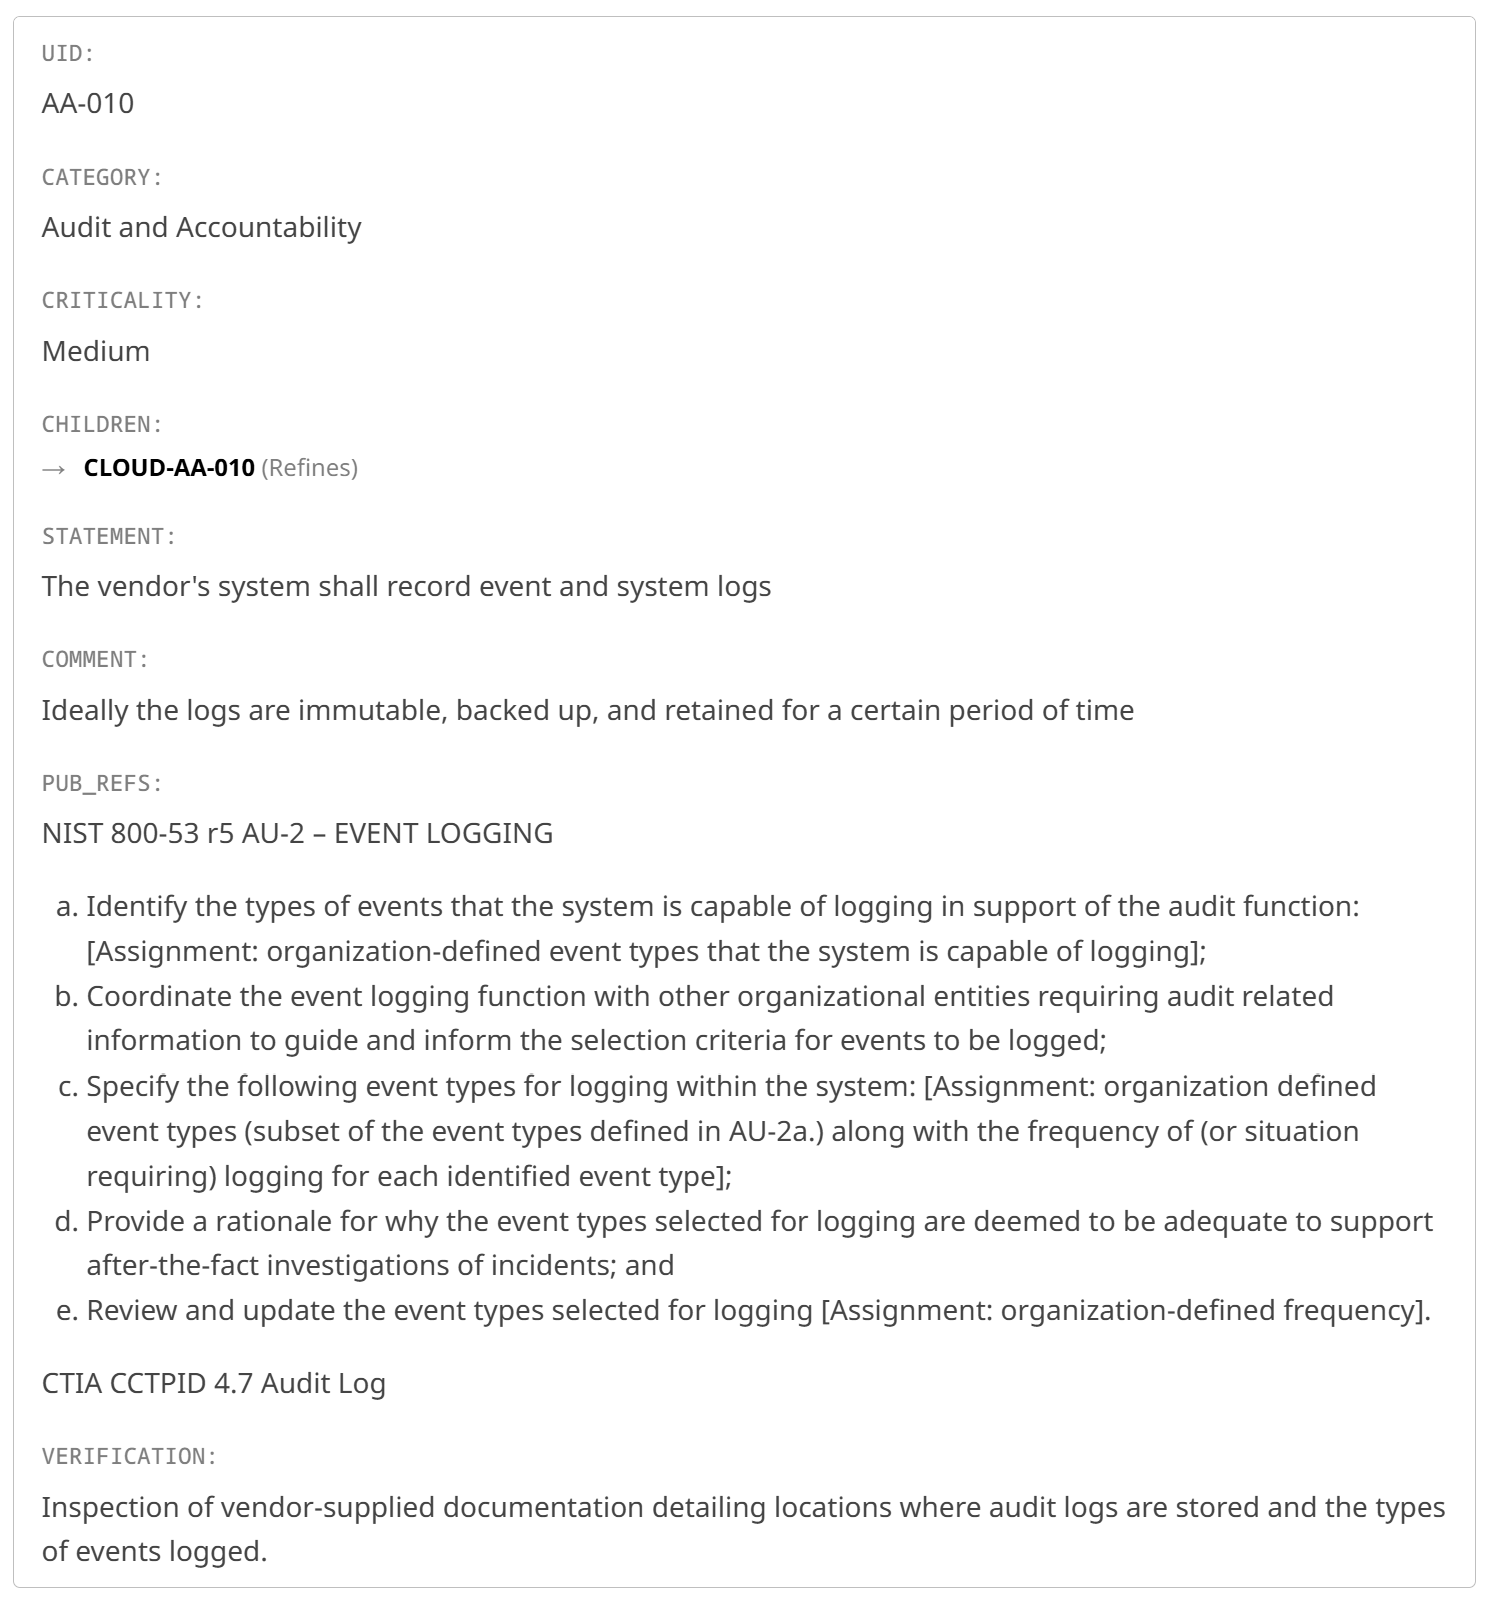 UID:
AA-010
CATEGORY:
Audit and Accountability
CRITICALITY:
Medium
CHILDREN:
→ CLOUD-AA-010 (Refines)
STATEMENT:
The vendor's system shall record event and system logs
COMMENT:
Ideally the logs are immutable, backed up, and retained for a certain period of time
PUB_REFS:
NIST 800-53 r5 AU-2 – EVENT LOGGING
a. Identify the types of events that the system is capable of logging in support of the audit function:
[Assignment: organization-defined event types that the system is capable of logging];
b. Coordinate the event logging function with other organizational entities requiring audit related
information to guide and inform the selection criteria for events to be logged;
c. Specify the following event types for logging within the system: [Assignment: organization defined
event types (subset of the event types defined in AU-2a.) along with the frequency of (or situation
requiring) logging for each identified event type];
d. Provide a rationale for why the event types selected for logging are deemed to be adequate to support
after-the-fact investigations of incidents; and
e. Review and update the event types selected for logging [Assignment: organization-defined frequency].
CTIA CCTPID 4.7 Audit Log
VERIFICATION:
Inspection of vendor-supplied documentation detailing locations where audit logs are stored and the types
of events logged.